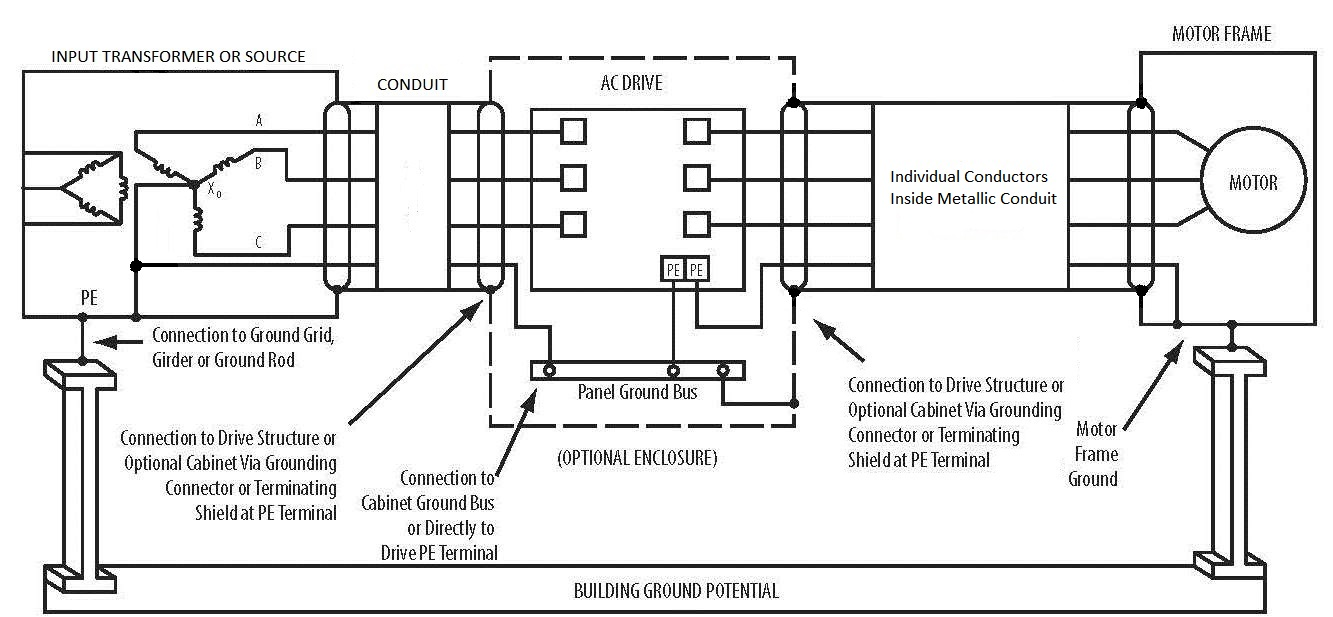 MOTOR FRAME
INPUT TRANSFORMER OR SOURCE
CONDUIT
AC DRIVE
A
B
X0
C
Individual Conductors
Inside Metallic Conduit
MOTOR
PE
PE
PE
Connection to Ground Grid,
Girder or Ground Rod
Panel Ground Bus
Connection to Drive Structure or
Optional Cabinet Via Grounding
Connector or Terminating
Shield at PE Terminal
Connection to
Cabinet Ground Bus
or Directly to
Drive PE Terminal
(OPTIONAL ENCLOSURE)
Connection to Drive Structure or
Optional Cabinet Via Grounding
Connector or Terminating
Shield at PE Terminal
Motor
Frame
Ground
BUILDING GROUND POTENTIAL